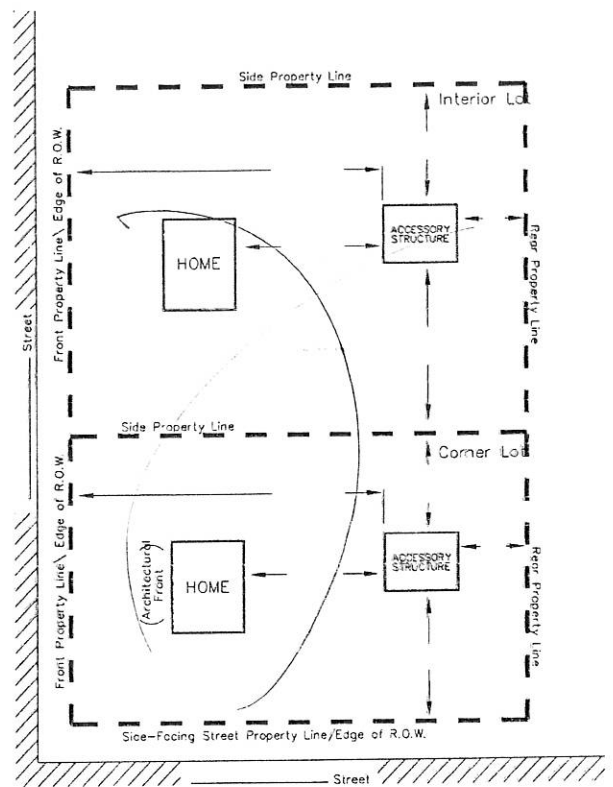 Side Property Line
Interior Lot
Front Property Line\ Edge of R.O.W.
ACCESSORY
STRUCTURE
HOME
Rear Property Line
Street
Side Property Line
Corner Lot
Front Property Line\ Edge of R.O.W.
(Architectural
Front)
HOME
ACCESSORY
STRUCTURE
Rear Property Line
Side-Facing Street Property Line/Edge of R.O.W.
Street